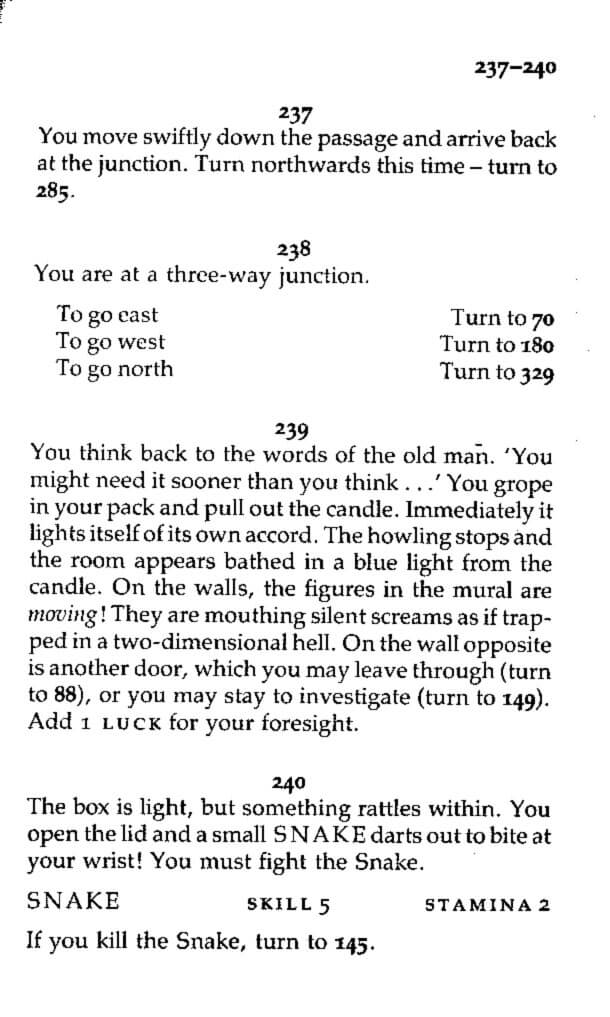 237–240
237
You move swiftly down the passage and arrive back
at the junction. Turn northwards this time – turn to
285.
238
You are at a three-way junction.
To go east Turn to 70
To go west Turn to 180
To go north Turn to 329
239
You think back to the words of the old man. ‘You
might need it sooner than you think . . .’ You grope
in your pack and pull out the candle. Immediately it
lights itself of its own accord. The howling stops and
the room appears bathed in a blue light from the
candle. On the walls, the figures in the mural are
moving! They are mouthing silent screams as if trap-
ped in a two-dimensional hell. On the wall opposite
is another door, which you may leave through (turn
to 88), or you may stay to investigate (turn to 149).
Add 1 LUCK for your foresight.
240
The box is light, but something rattles within. You
open the lid and a small SNAKE darts out to bite at
your wrist! You must fight the Snake.
SNAKE SKILL 5 STAMINA 2
If you kill the Snake, turn to 145.